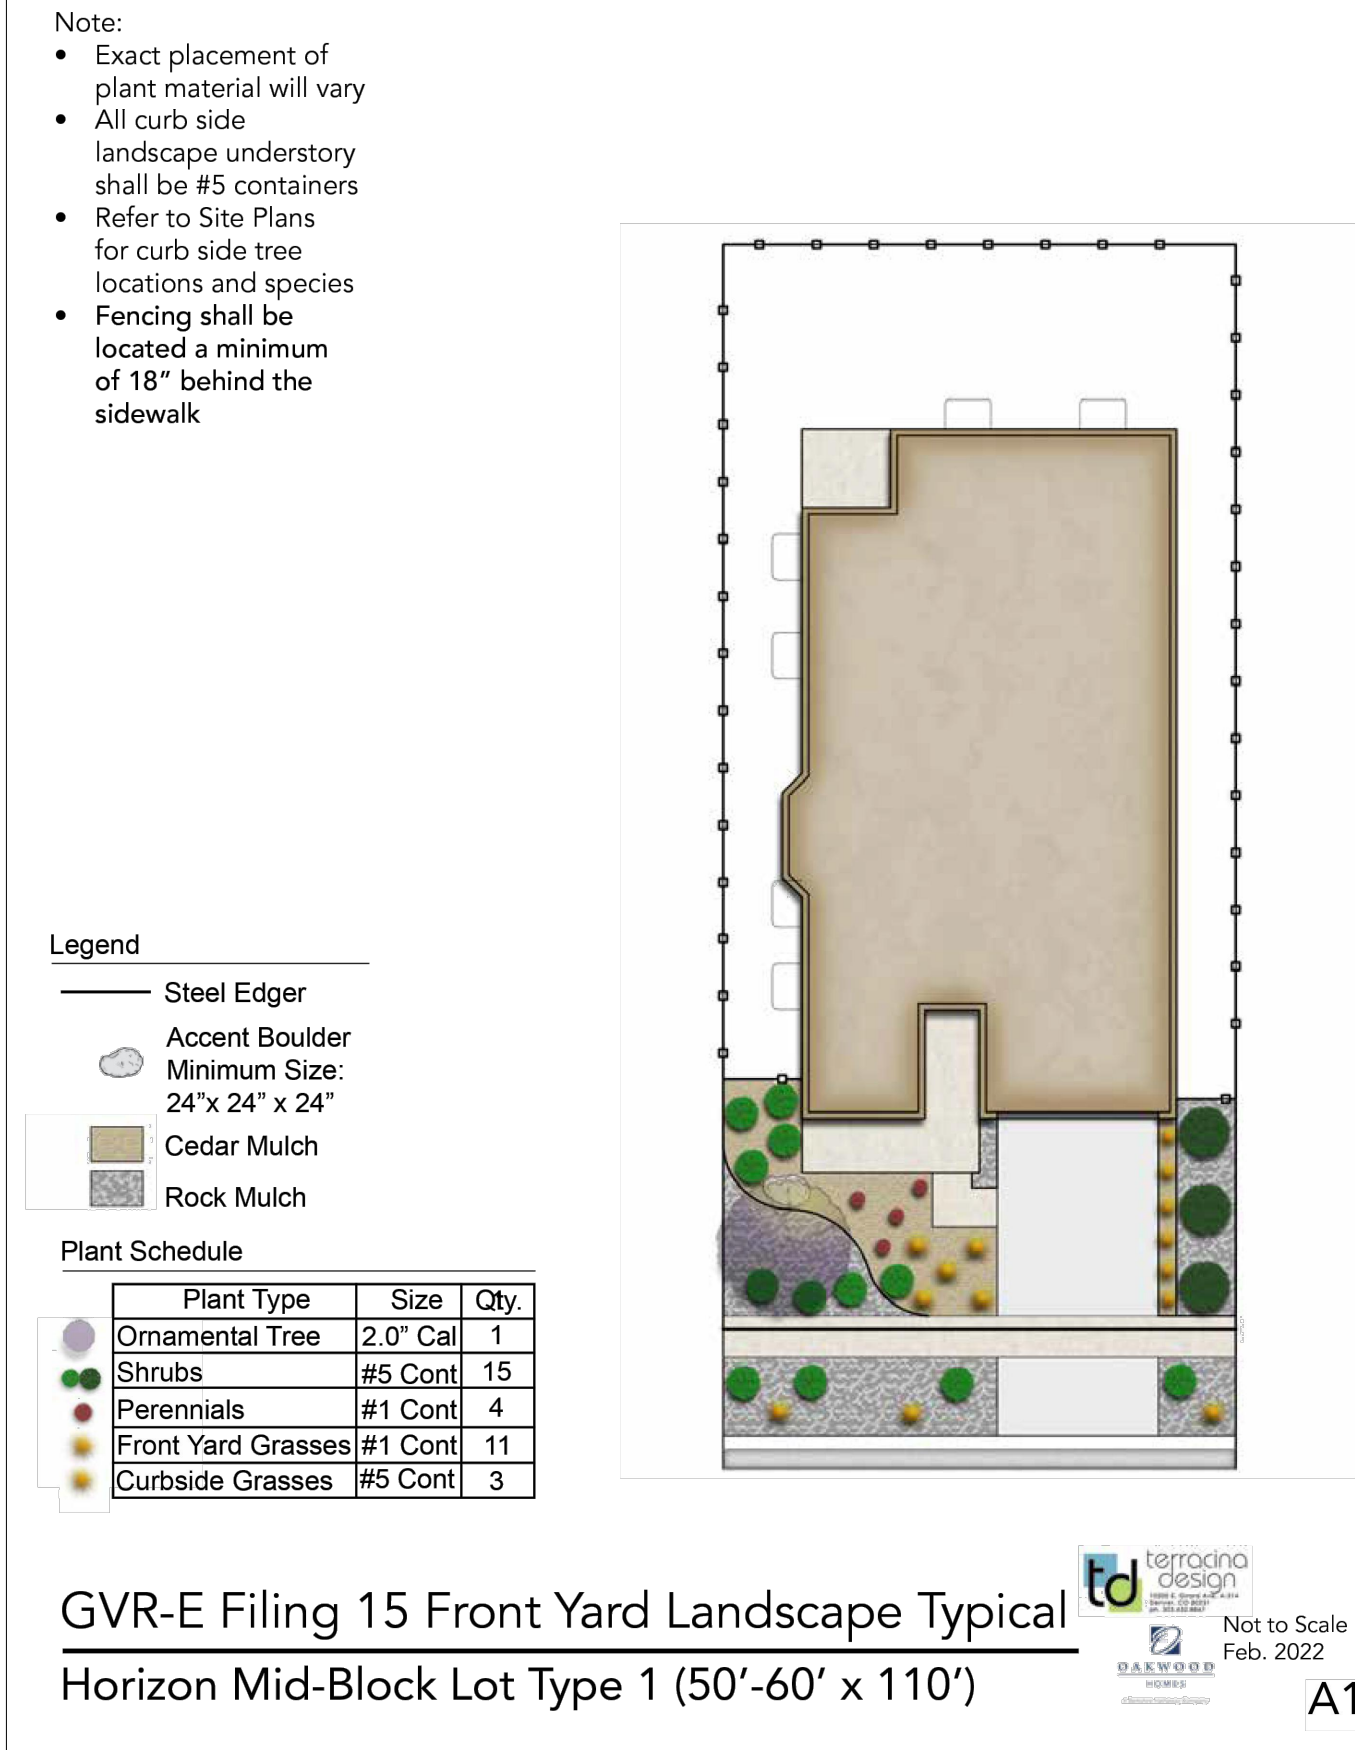 Note:
• Exact placement of
plant material will vary
• All curb side
landscape understory
shall be #5 containers
• Refer to Site Plans
for curb side tree
locations and species
• Fencing shall be
located a minimum
of 18” behind the
sidewalk
Legend
Steel Edger
Accent Boulder
Minimum Size:
24”x 24” x 24”
Cedar Mulch
Rock Mulch
Plant Schedule
Plant Type Size Qty.
Ornamental Tree 2.0” Cal 1
Shrubs #5 Cont 15
Perennials #1 Cont 4
Front Yard Grasses #1 Cont 11
Curbside Grasses #5 Cont 3
GVR-E Filing 15 Front Yard Landscape Typical
Horizon Mid-Block Lot Type 1 (50’-60’ x 110’)
td terracina
design
Denver, CO 80231
OAKWOOD
HOMES
Not to Scale
Feb. 2022
A1